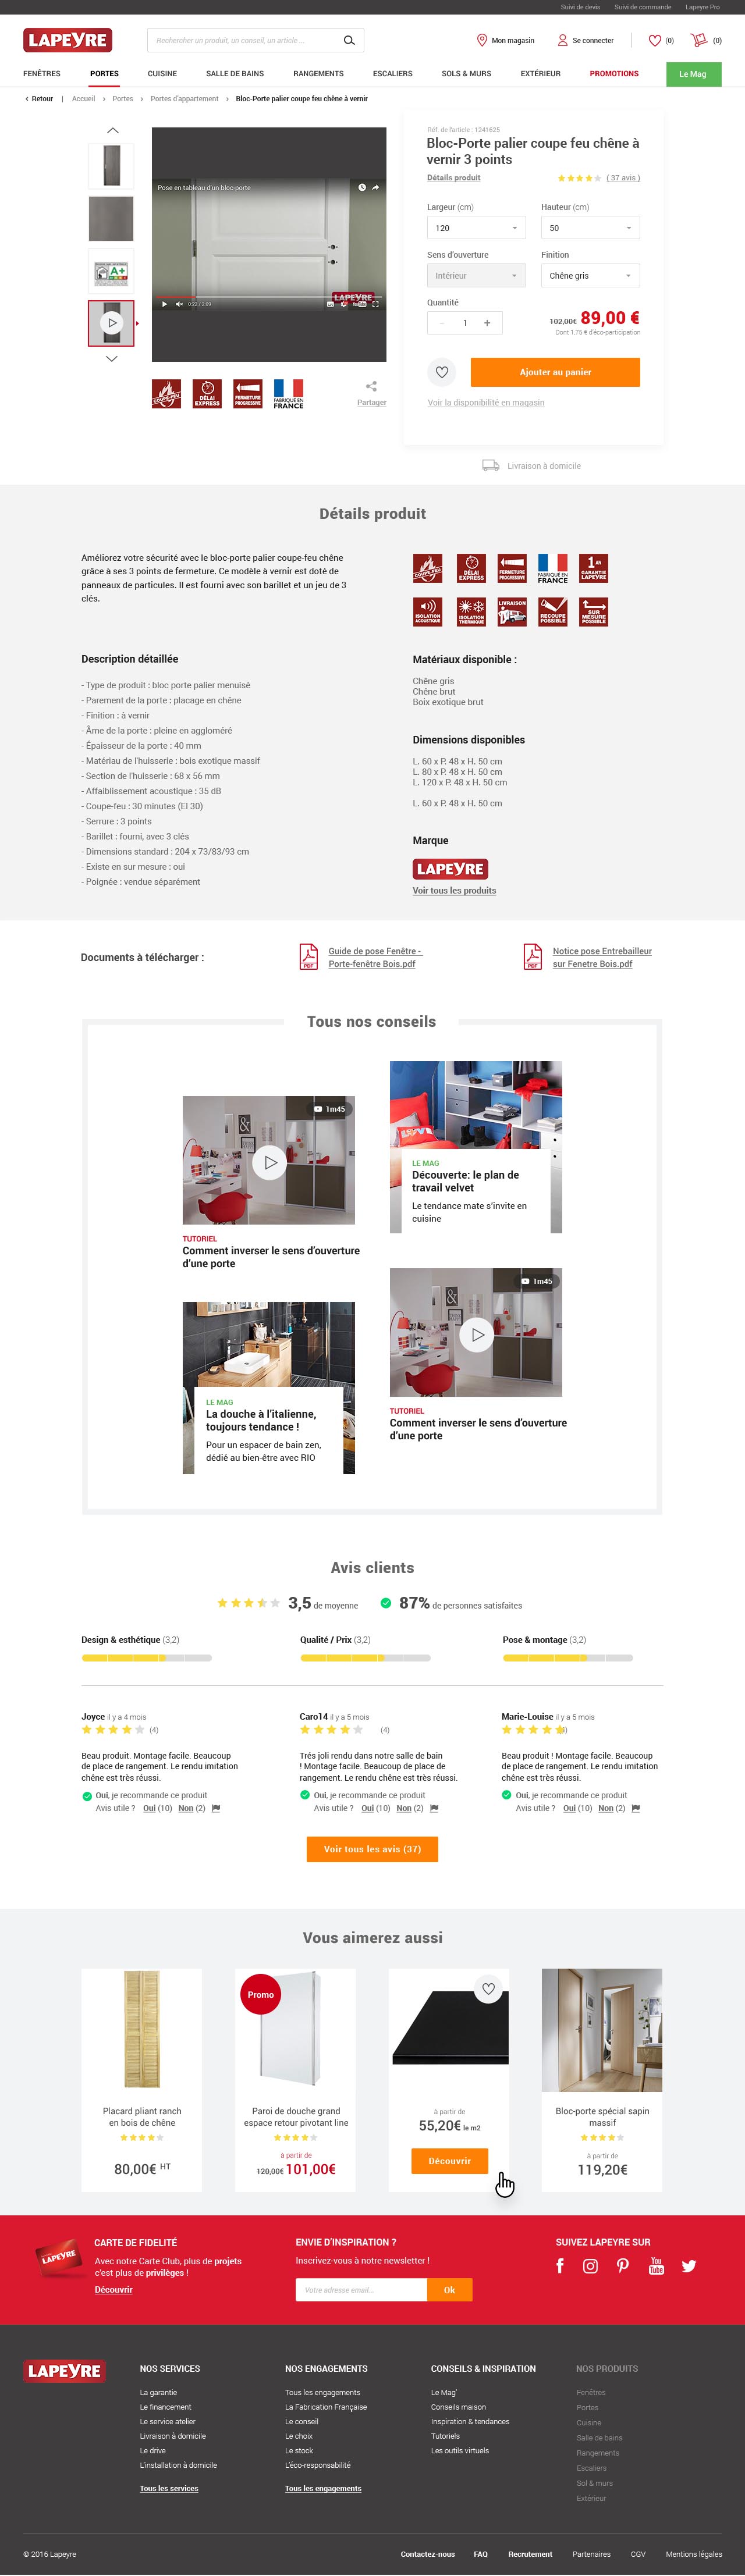 Suivi de devis Suivi de commande Lapeyre Pro
LAPEYRE
Rechercher un produit, un conseil, un article ...
Mon magasin Se connecter (0) (0)
FENÊTRES PORTES CUISINE SALLE DE BAINS RANGEMENTS ESCALIERS SOLS & MURS EXTÉRIEUR PROMOTIONS Le Mag
‹ Retour | Accueil › Portes › Portes d'appartement › Bloc-Porte palier coupe feu chêne à vernir
Pose en tableau d'un bloc-porte
LAPEYRE
0:22 / 2:09
A+
COUPE-FEU
DÉLAI EXPRESS
FERMETURE PROGRESSIVE
FABRIQUÉ EN FRANCE
Partager
Réf. de l'article : 1241625
Bloc-Porte palier coupe feu chêne à
vernir 3 points
Détails produit ( 37 avis )
Largeur (cm) Hauteur (cm)
120 50
Sens d'ouverture Finition
Intérieur Chêne gris
Quantité
- 1 +
102,00€ 89,00 €
Dont 1,75 € d'éco-participation
Ajouter au panier
Voir la disponibilité en magasin
Livraison à domicile
Détails produit
Améliorez votre sécurité avec le bloc-porte palier coupe-feu chêne
grâce à ses 3 points de fermeture. Ce modèle à vernir est doté de
panneaux de particules. Il est fourni avec son barillet et un jeu de 3
clés.
COUPE-FEU
DÉLAI EXPRESS
FERMETURE PROGRESSIVE
FABRIQUÉ EN FRANCE
1 AN GARANTIE LAPEYRE
ISOLATION ACOUSTIQUE
ISOLATION THERMIQUE
LIVRAISON
RECOUPE POSSIBLE
SUR MESURE POSSIBLE
Description détaillée
- Type de produit : bloc porte palier menuisé
- Parement de la porte : placage en chêne
- Finition : à vernir
- Âme de la porte : pleine en aggloméré
- Épaisseur de la porte : 40 mm
- Matériau de l'huisserie : bois exotique massif
- Section de l'huisserie : 68 x 56 mm
- Affaiblissement acoustique : 35 dB
- Coupe-feu : 30 minutes (EI 30)
- Serrure : 3 points
- Barillet : fourni, avec 3 clés
- Dimensions standard : 204 x 73/83/93 cm
- Existe en sur mesure : oui
- Poignée : vendue séparément
Matériaux disponible :
Chêne gris
Chêne brut
Boix exotique brut
Dimensions disponibles
L. 60 x P. 48 x H. 50 cm
L. 80 x P. 48 x H. 50 cm
L. 120 x P. 48 x H. 50 cm
L. 60 x P. 48 x H. 50 cm
Marque
LAPEYRE
Voir tous les produits
Documents à télécharger :
PDF
Guide de pose Fenêtre -
Porte-fenêtre Bois.pdf
PDF
Notice pose Entrebailleur
sur Fenetre Bois.pdf
Tous nos conseils
1m45
&
TUTORIEL
Comment inverser le sens d'ouverture
d'une porte
LE MAG
Découverte: le plan de
travail velvet
Le tendance mate s'invite en
cuisine
LE MAG
La douche à l'italienne,
toujours tendance !
Pour un espacer de bain zen,
dédié au bien-être avec RIO
1m45
&
TUTORIEL
Comment inverser le sens d'ouverture
d'une porte
Avis clients
3,5 de moyenne 87% de personnes satisfaites
Design & esthétique (3,2) Qualité / Prix (3,2) Pose & montage (3,2)
Joyce il y a 4 mois
(4)
Beau produit. Montage facile. Beaucoup
de place de rangement. Le rendu imitation
chêne est très réussi.
Oui, je recommande ce produit
Avis utile ? Oui (10) Non (2)
Caro14 il y a 5 mois
(4)
Trés joli rendu dans notre salle de bain
! Montage facile. Beaucoup de place de
rangement. Le rendu chêne est très réussi.
Oui, je recommande ce produit
Avis utile ? Oui (10) Non (2)
Marie-Louise il y a 5 mois
Beau produit ! Montage facile. Beaucoup
de place de rangement. Le rendu imitation
chêne est très réussi.
Oui, je recommande ce produit
Avis utile ? Oui (10) Non (2)
Voir tous les avis (37)
Vous aimerez aussi
Placard pliant ranch
en bois de chêne
80,00€ HT
Promo
Paroi de douche grand
espace retour pivotant line
à partir de
120,00€ 101,00€
à partir de
55,20€ le m2
Découvrir
Bloc-porte spécial sapin
massif
à partir de
119,20€
LAPEYRE
CARTE DE FIDELITÉ
Avec notre Carte Club, plus de projets
c'est plus de privilèges !
Découvrir
ENVIE D'INSPIRATION ?
Inscrivez-vous à notre newsletter !
Votre adresse email... Ok
SUIVEZ LAPEYRE SUR
You Tube
LAPEYRE
NOS SERVICES
La garantie
Le financement
Le service atelier
Livraison à domicile
Le drive
L'installation à domicile
Tous les services
NOS ENGAGEMENTS
Tous les engagements
La Fabrication Française
Le conseil
Le choix
Le stock
L'éco-responsabilité
Tous les engagements
CONSEILS & INSPIRATION
Le Mag'
Conseils maison
Inspiration & tendances
Tutoriels
Les outils virtuels
NOS PRODUITS
Fenêtres
Portes
Cuisine
Salle de bains
Rangements
Escaliers
Sol & murs
Extérieur
© 2016 Lapeyre Contactez-nous FAQ Recrutement Partenaires CGV Mentions légales